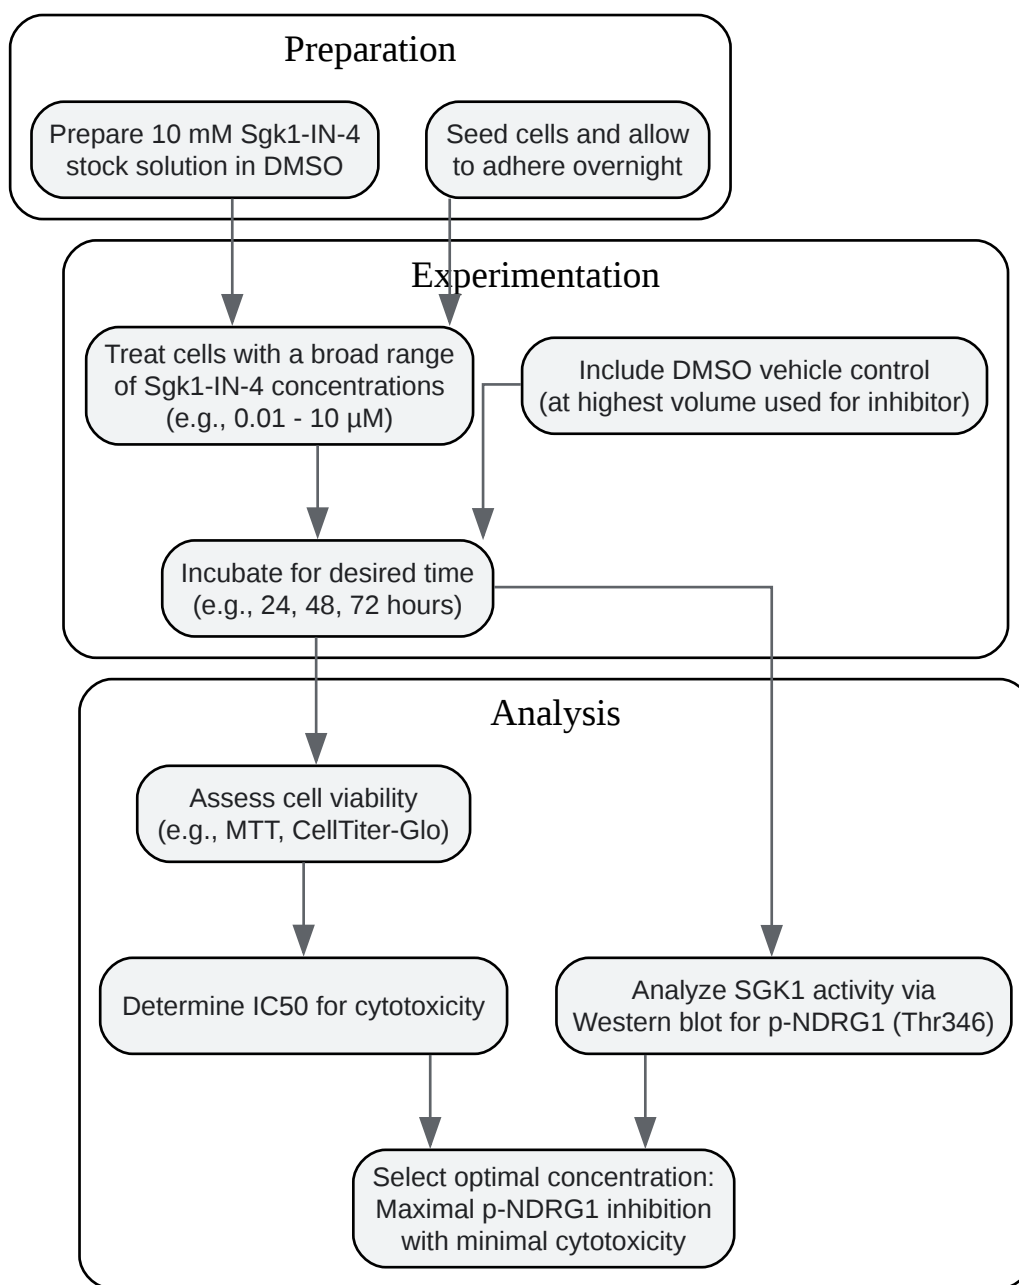 Preparation
Prepare 10 mM Sgk1-IN-4
stock solution in DMSO
Seed cells and allow
to adhere overnight
Experimentation
Treat cells with a broad range
of Sgk1-IN-4 concentrations
(e.g., 0.01 - 10 µM)
Include DMSO vehicle control
(at highest volume used for inhibitor)
Incubate for desired time
(e.g., 24, 48, 72 hours)
Analysis
Assess cell viability
(e.g., MTT, CellTiter-Glo)
Determine IC50 for cytotoxicity
Analyze SGK1 activity via
Western blot for p-NDRG1 (Thr346)
Select optimal concentration:
Maximal p-NDRG1 inhibition
with minimal cytotoxicity